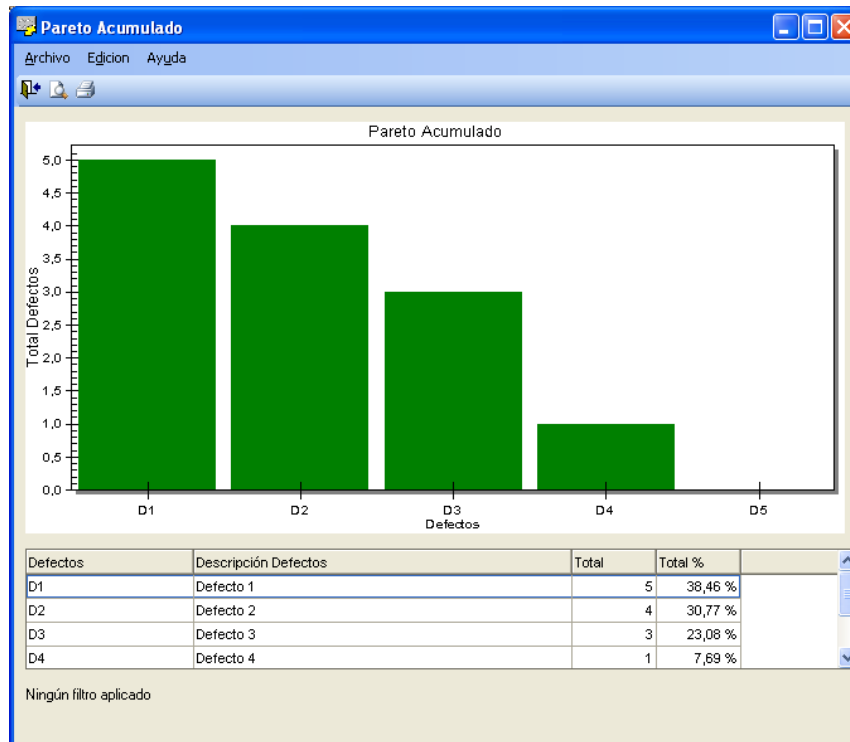 Pareto Acumulado
Archivo Edicion Ayuda
Pareto Acumulado
Total Defectos
5,0
4,5
4,0
3,5
3,0
2,5
2,0
1,5
1,0
0,5
0,0
D1 D2 D3 D4 D5
Defectos
Defectos Descripción Defectos Total Total %
D1 Defecto 1 5 38,46 %
D2 Defecto 2 4 30,77 %
D3 Defecto 3 3 23,08 %
D4 Defecto 4 1 7,69 %
Ningún filtro aplicado